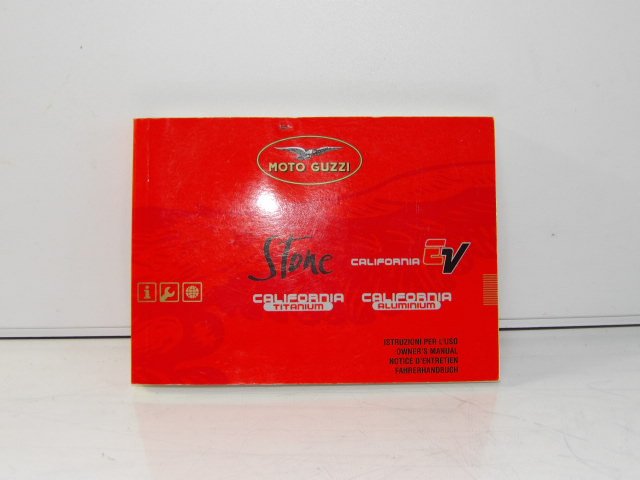 MOTO GUZZI
Stone
CALIFORNIA EV
CALIFORNIA
TITANIUM
CALIFORNIA
ALUMINIUM
i
ISTRUZIONI PER L'USO
OWNER'S MANUAL
NOTICE D'ENTRETIEN
FAHRERHANDBUCH